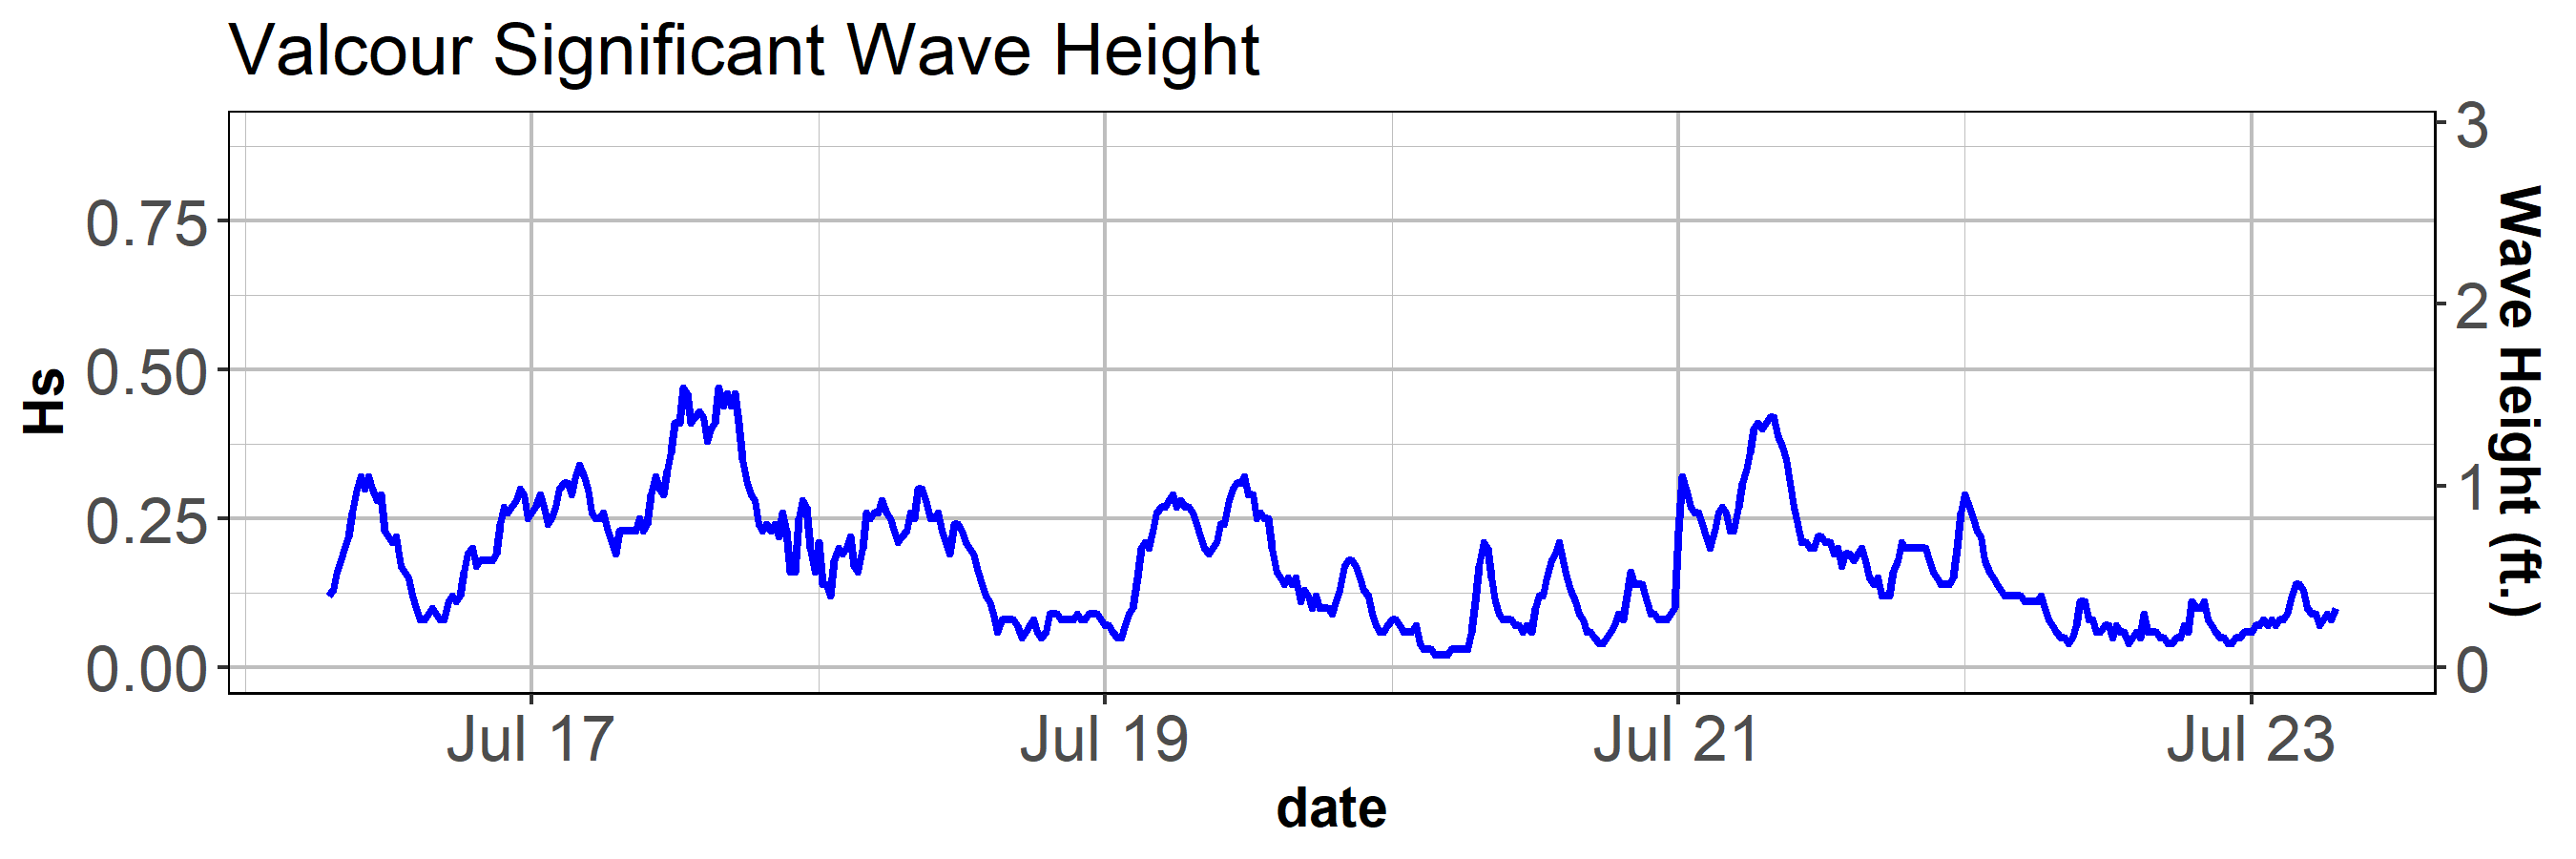 Valcour Significant Wave Height
Hs
0.75
0.50
0.25
0.00
3
2
1
0
Wave Height (ft.)
Jul 17
Jul 19
Jul 21
Jul 23
date